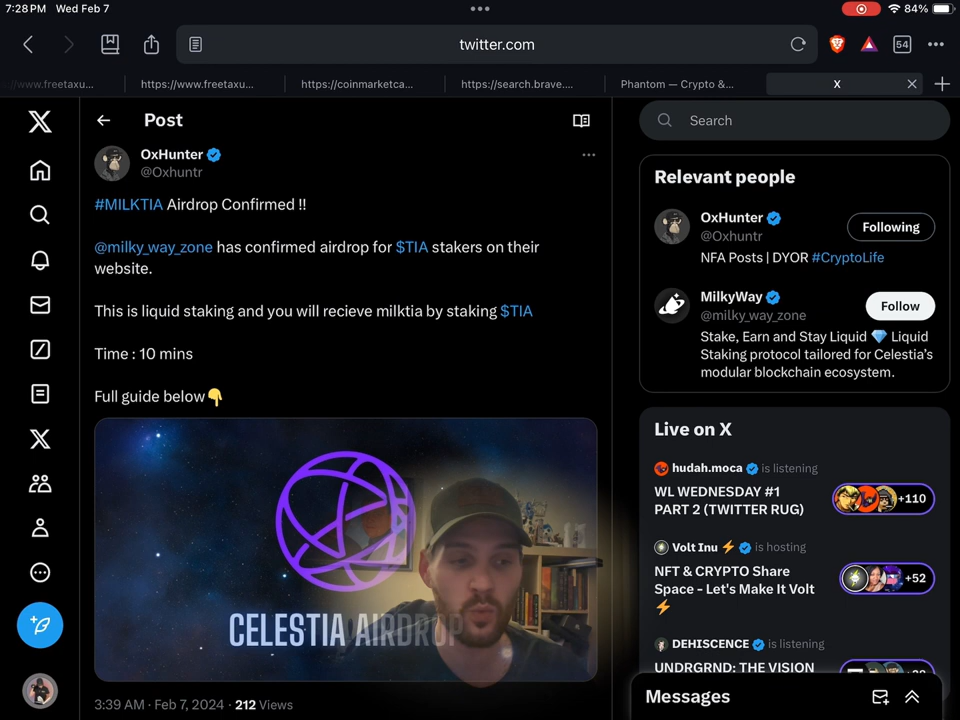 7:28 PM Wed Feb 7
84%
twitter.com
54
//www.freetaxu...
https://www.freetaxu...
https://coinmarketca...
https://search.brave....
Phantom — Crypto &...
X
Post
OxHunter
@Oxhuntr
#MILKTIA Airdrop Confirmed !!
@milky_way_zone has confirmed airdrop for $TIA stakers on their
website.
This is liquid staking and you will recieve milktia by staking $TIA
Time : 10 mins
Full guide below👇
CELESTIA AIRDROP
3:39 AM · Feb 7, 2024 · 212 Views
Search
Relevant people
OxHunter
@Oxhuntr
Following
NFA Posts | DYOR #CryptoLife
MilkyWay
@milky_way_zone
Follow
Stake, Earn and Stay Liquid 💎 Liquid
Staking protocol tailored for Celestia's
modular blockchain ecosystem.
Live on X
hudah.moca is listening
WL WEDNESDAY #1
PART 2 (TWITTER RUG)
+110
Volt Inu ⚡ is hosting
NFT & CRYPTO Share
Space - Let's Make It Volt
⚡
+52
DEHISCENCE is listening
UNDRGRND: THE VISION
Messages